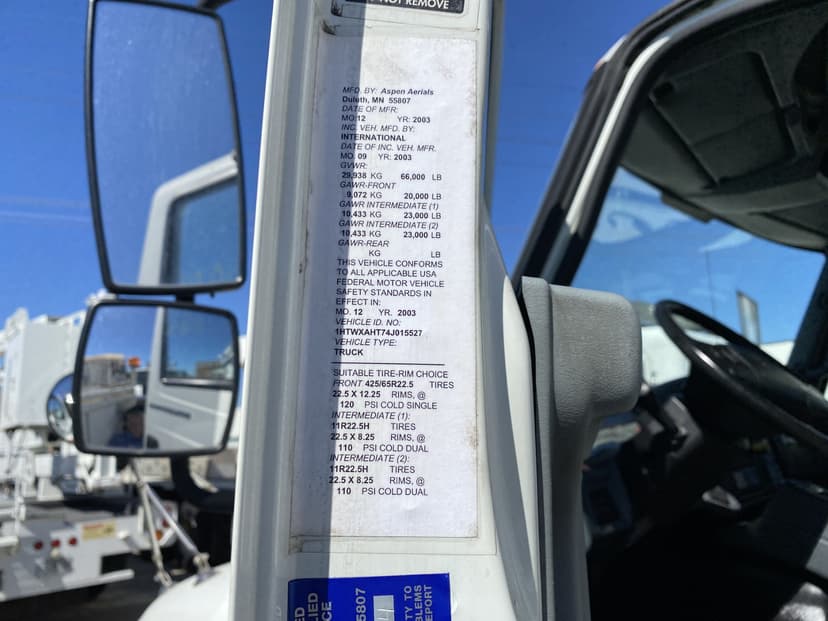 NOT REMOVE
MFD. BY: Aspen Aerials
Duluth, MN 55807
DATE OF MFR:
MO:12 YR: 2003
INC. VEH. MFD. BY:
INTERNATIONAL
DATE OF INC. VEH. MFR.
MO. 09 YR: 2003
GVWR:
29,938 KG 66,000 LB
GAWR-FRONT
9,072 KG 20,000 LB
GAWR INTERMEDIATE (1)
10,433 KG 23,000 LB
GAWR INTERMEDIATE (2)
10,433 KG 23,000 LB
GAWR-REAR
KG LB
THIS VEHICLE CONFORMS
TO ALL APPLICABLE USA
FEDERAL MOTOR VEHICLE
SAFETY STANDARDS IN
EFFECT IN:
MO. 12 YR. 2003
VEHICLE ID. NO:
1HTWXAHT74J015527
VEHICLE TYPE:
TRUCK
SUITABLE TIRE-RIM CHOICE
FRONT 425/65R22.5 TIRES
22.5 X 12.25 RIMS, @
120 PSI COLD SINGLE
INTERMEDIATE (1):
11R22.5H TIRES
22.5 X 8.25 RIMS, @
110 PSI COLD DUAL
INTERMEDIATE (2):
11R22.5H TIRES
22.5 X 8.25 RIMS, @
110 PSI COLD DUAL
5807
TY TO
BLEMS
EPORT